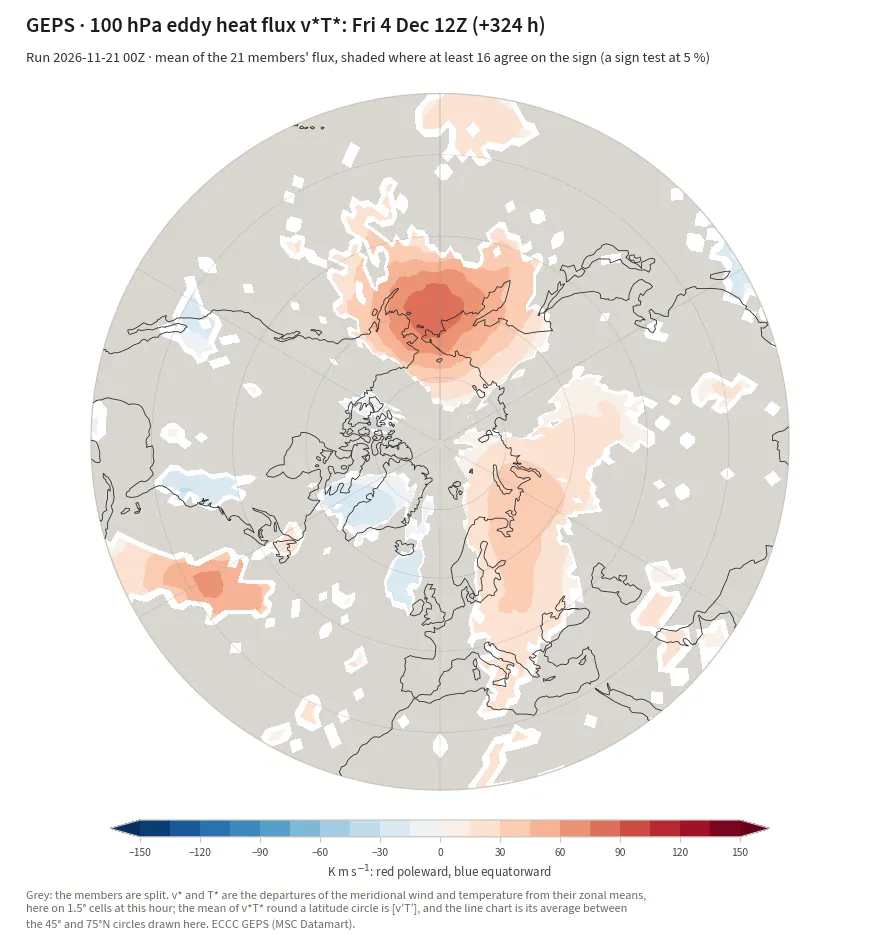 GEPS · 100 hPa eddy heat flux v*T*: Fri 4 Dec 12Z (+324 h)
Run 2026-11-21 00Z · mean of the 21 members' flux, shaded where at least 16 agree on the sign (a sign test at 5 %)
−150 −120 −90 −60 −30 0 30 60 90 120 150
K m s⁻¹: red poleward, blue equatorward
Grey: the members are split. v* and T* are the departures of the meridional wind and temperature from their zonal means,
here on 1.5° cells at this hour; the mean of v*T* round a latitude circle is [v'T'], and the line chart is its average between
the 45° and 75°N circles drawn here. ECCC GEPS (MSC Datamart).